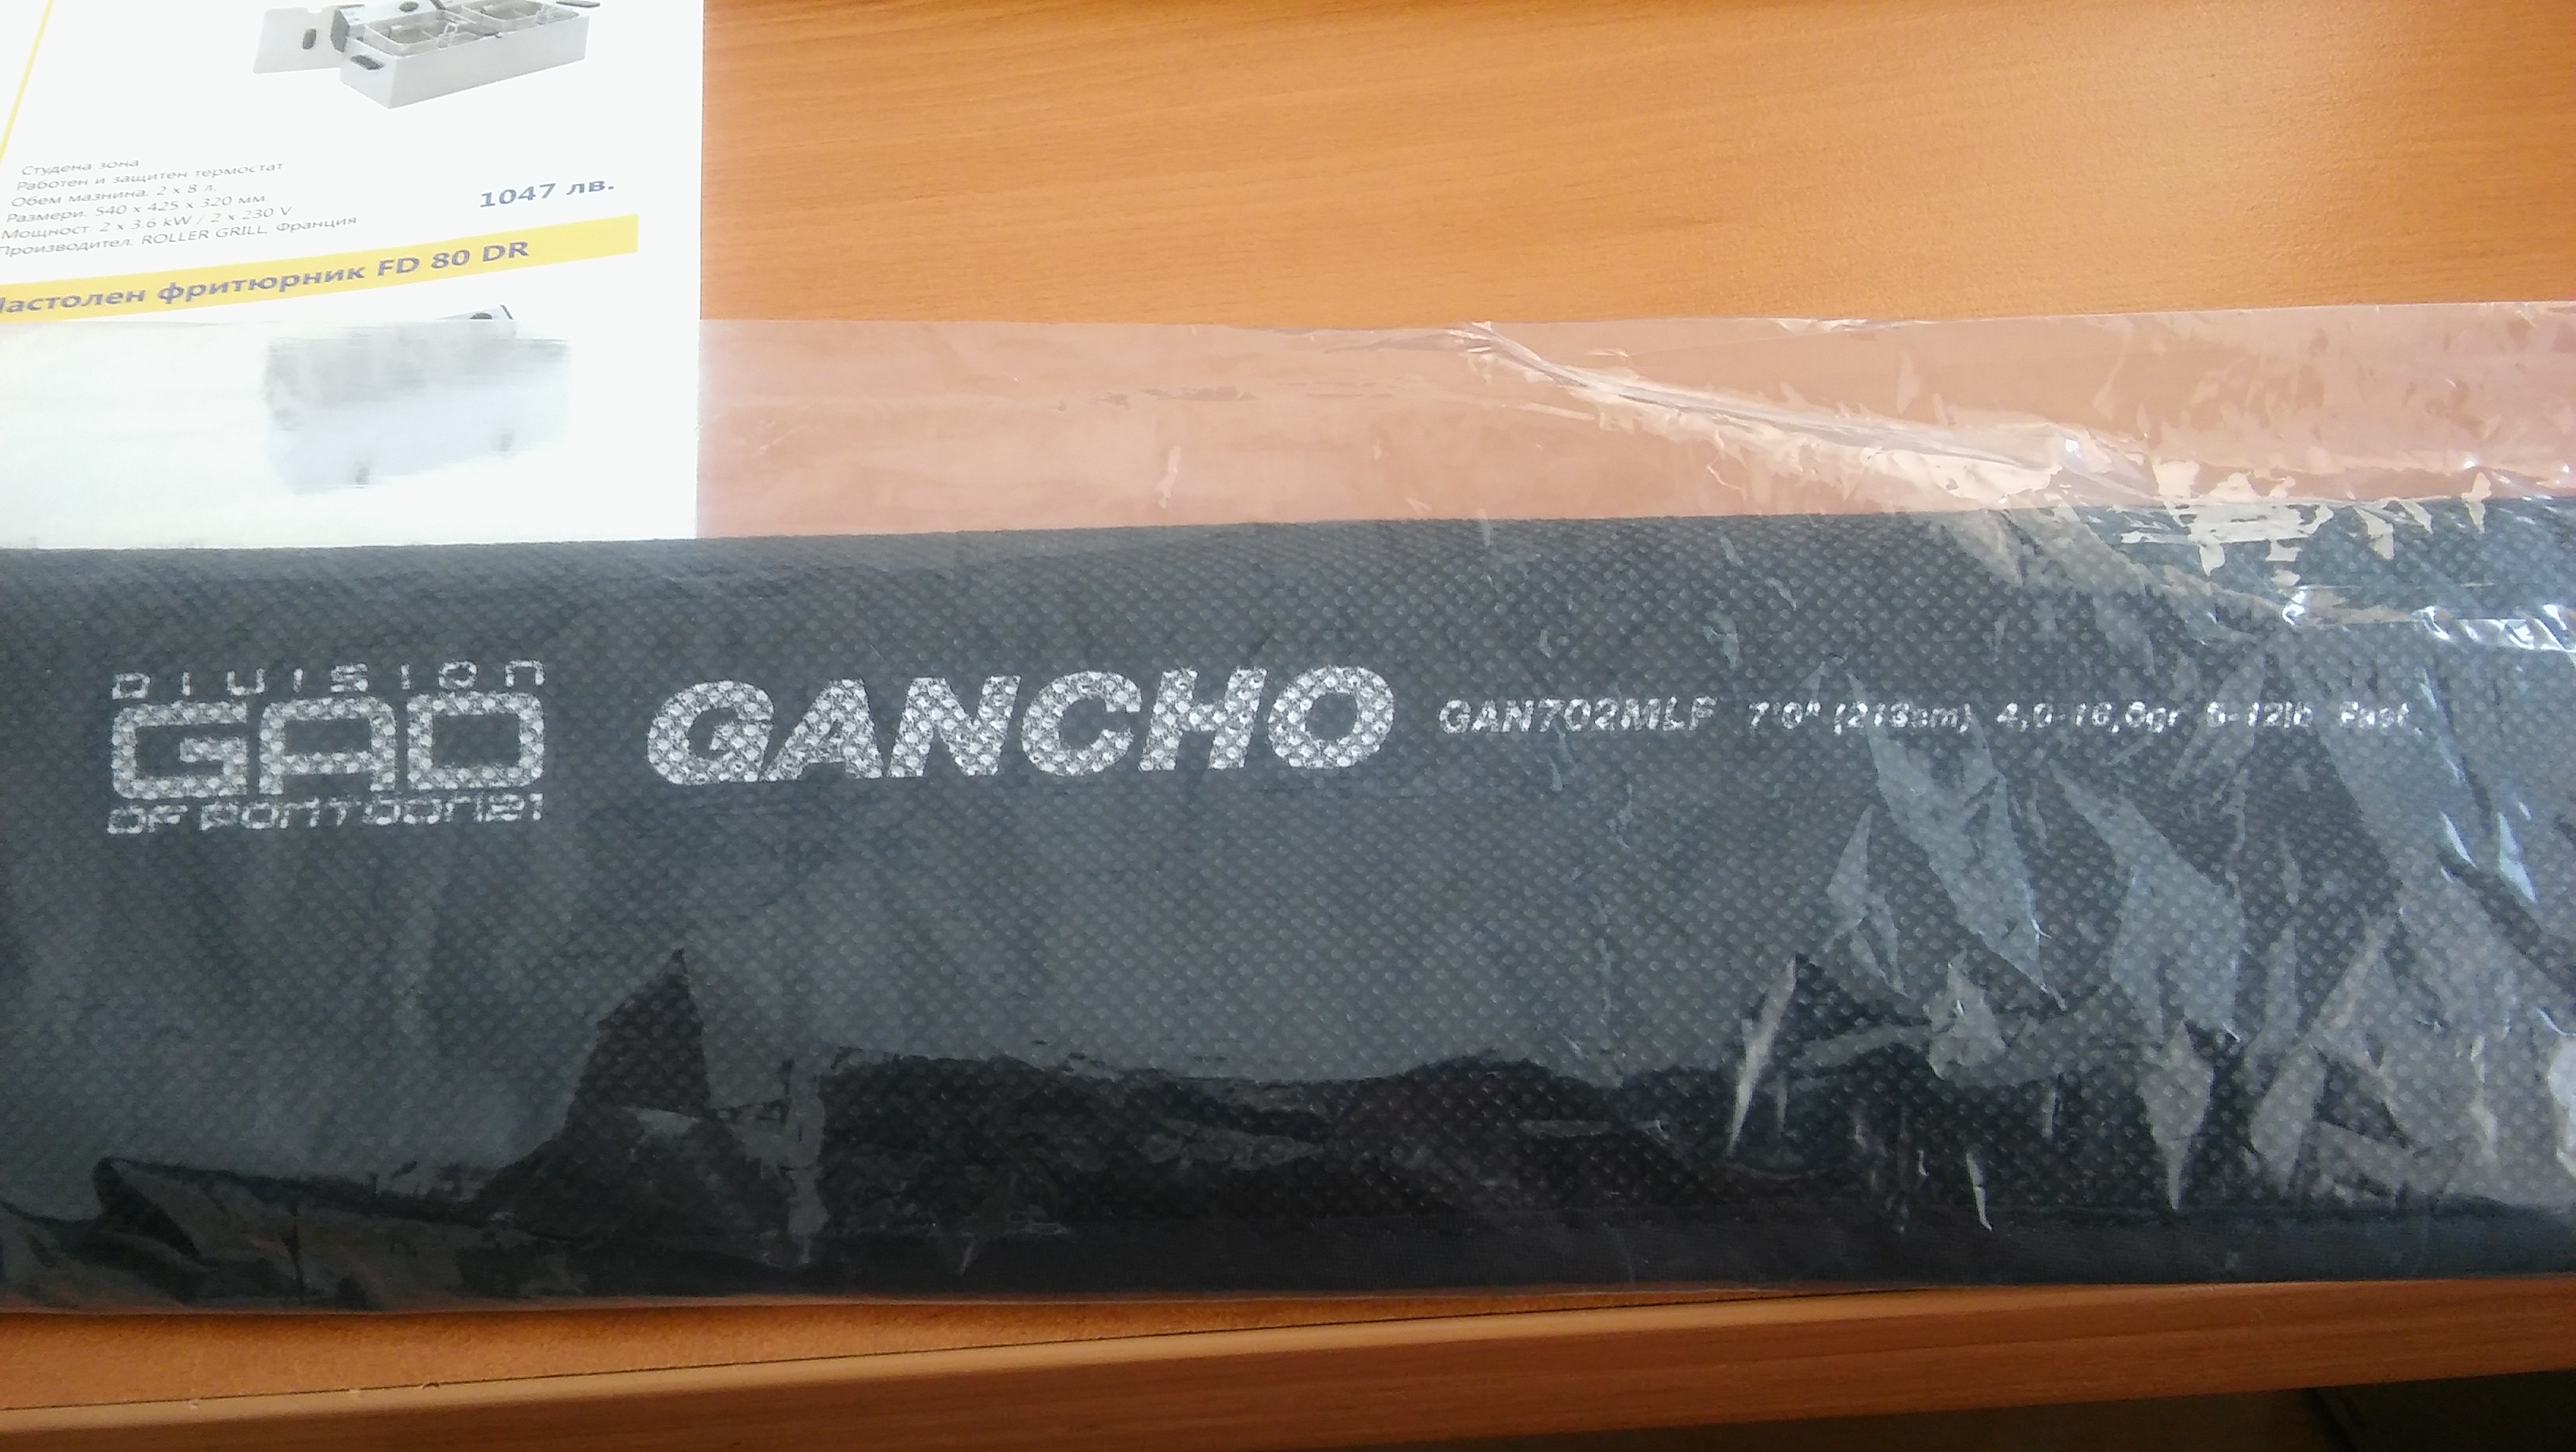 Студена зона
Работен и защитен термостат
Обем мазнина. 2 x 8 л.
Размери. 540 x 425 x 320 мм
Мощност 2 x 3.6 kW / 2 x 230 V
Производител. ROLLER GRILL, Франция
1047 лв.
Настолен фритюрник FD 80 DR
DIVISION
GAD
OF PONTOON21
GANCHO GAN702MLF 7'0" (213cm) 4,0-16,0gr 6-12lb Fast